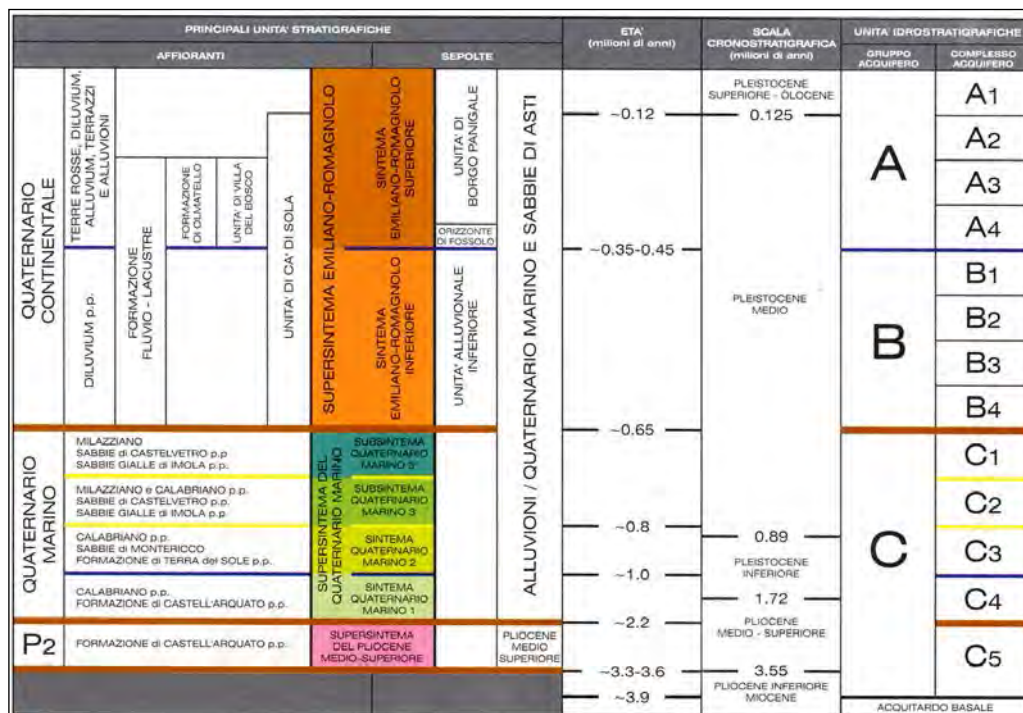 PRINCIPALI UNITA' STRATIGRAFICHE
AFFIORANTI
SEPOLTE
ETA'
(milioni di anni)
SCALA
CRONOSTRATIGRAFICA
(milioni di anni)
UNITA' IDROSTRATIGRAFICHE
GRUPPO
ACQUIFERO
COMPLESSO
ACQUIFERO
QUATERNARIO
CONTINENTALE
TERRE ROSSE, DILUVIUM,
ALLUVIUM, TERRAZZI
E ALLUVIONI
DILUVIUM p.p.
FORMAZIONE
FLUVIO - LACUSTRE
FORMAZIONE
DI OLMATELLO
UNITA' DI VILLA
DEL BOSCO
UNITA' DI CA' DI SOLA
SUPERSINTEMA EMILIANO-ROMAGNOLO
SINTEMA
EMILIANO-ROMAGNOLO
SUPERIORE
SINTEMA
EMILIANO-ROMAGNOLO
INFERIORE
UNITA' DI
BORGO PANIGALE
ORIZZONTE
DI FOSSOLO
UNITA' ALLUVIONALE
INFERIORE
ALLUVIONI / QUATERNARIO MARINO E SABBIE DI ASTI
QUATERNARIO
MARINO
MILAZZIANO
SABBIE di CASTELVETRO p.p
SABBIE GIALLE di IMOLA p.p.
MILAZZIANO e CALABRIANO p.p.
SABBIE di CASTELVETRO p.p.
SABBIE GIALLE di IMOLA p.p.
CALABRIANO p.p.
SABBIE di MONTERICCO
FORMAZIONE di TERRA del SOLE p.p.
CALABRIANO p.p.
FORMAZIONE di CASTELL'ARQUATO p.p.
SUPERSINTEMA DEL
QUATERNARIO MARINO
SUBSINTEMA
QUATERNARIO
MARINO 3'
SUBSINTEMA
QUATERNARIO
MARINO 3
SINTEMA
QUATERNARIO
MARINO 2
SINTEMA
QUATERNARIO
MARINO 1
P2
FORMAZIONE di CASTELL'ARQUATO p.p.
SUPERSINTEMA
DEL PLIOCENE
MEDIO-SUPERIORE
PLIOCENE
MEDIO
SUPERIORE
~0.12
~0.35-0.45
~0.65
~0.8
~1.0
~2.2
~3.3-3.6
~3.9
PLEISTOCENE
SUPERIORE - OLOCENE
0.125
PLEISTOCENE
MEDIO
0.89
PLEISTOCENE
INFERIORE
1.72
PLIOCENE
MEDIO - SUPERIORE
3.55
PLIOCENE INFERIORE
MIOCENE
A
B
C
A1
A2
A3
A4
B1
B2
B3
B4
C1
C2
C3
C4
C5
ACQUITARDO BASALE